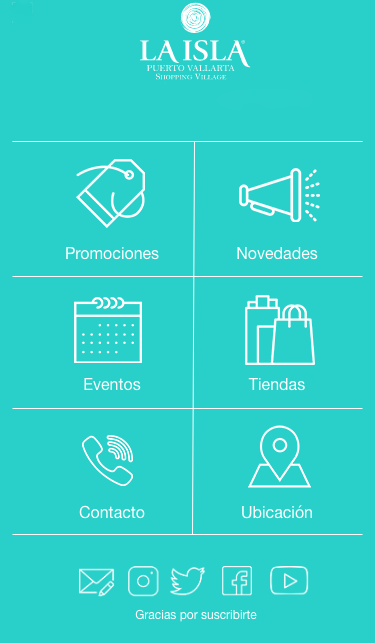 LA ISLA®
PUERTO VALLARTA
SHOPPING VILLAGE
Promociones
Novedades
Eventos
Tiendas
Contacto
Ubicación
Gracias por suscribirte